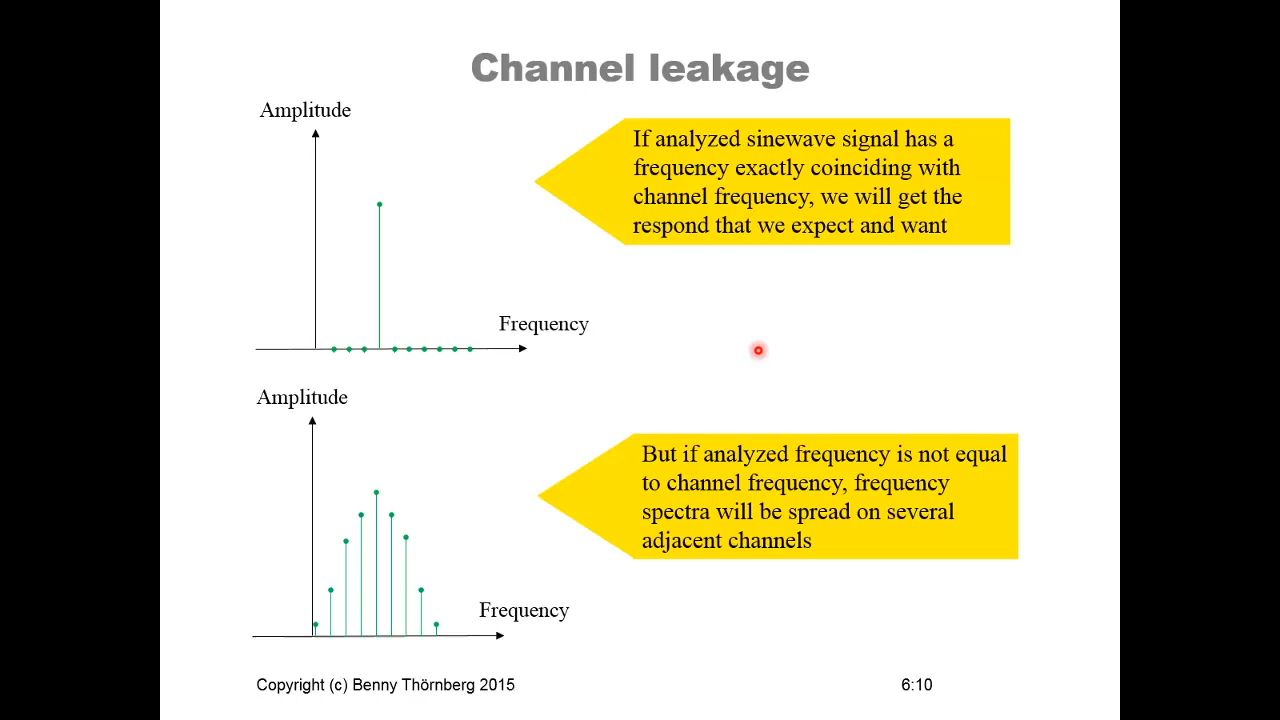 Channel leakage
Amplitude
If analyzed sinewave signal has a
frequency exactly coinciding with
channel frequency, we will get the
respond that we expect and want
Frequency
Amplitude
But if analyzed frequency is not equal
to channel frequency, frequency
spectra will be spread on several
adjacent channels
Frequency
Copyright (c) Benny Thörnberg 2015
6:10